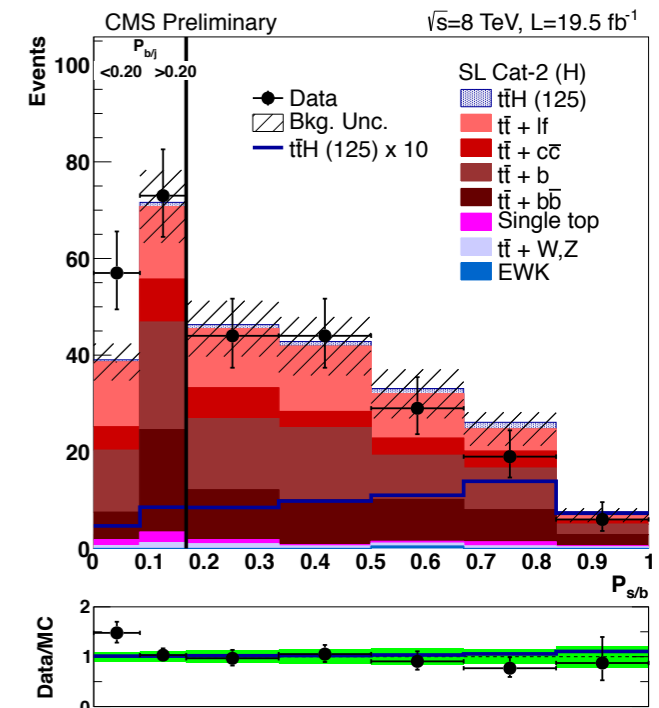 CMS Preliminary
√s=8 TeV, L=19.5 fb⁻¹
Events
P_b/j
<0.20 >0.20
100
80
60
40
20
0
Data
Bkg. Unc.
tt̄H (125) x 10
SL Cat-2 (H)
tt̄H (125)
tt̄ + lf
tt̄ + cc̄
tt̄ + b
tt̄ + bb̄
Single top
tt̄ + W,Z
EWK
0 0.1 0.2 0.3 0.4 0.5 0.6 0.7 0.8 0.9 1
P_s/b
Data/MC
2
1
0